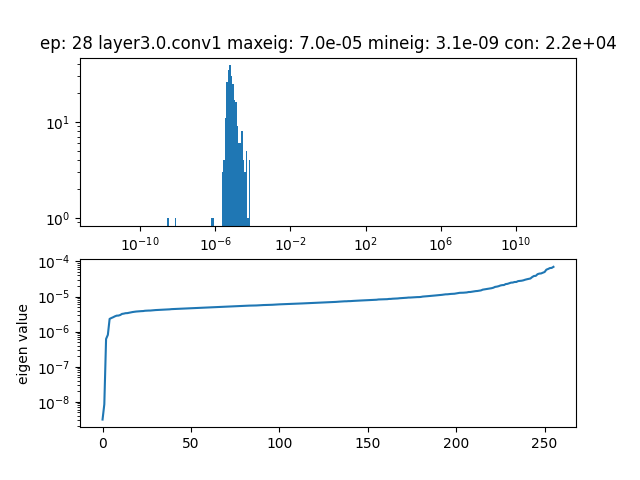 ep: 28 layer3.0.conv1 maxeig: 7.0e-05 mineig: 3.1e-09 con: 2.2e+04
10¹
10⁰
10⁻¹⁰ 10⁻⁶ 10⁻² 10² 10⁶ 10¹⁰
10⁻⁴
10⁻⁵
10⁻⁶
10⁻⁷
10⁻⁸
eigen value
0 50 100 150 200 250